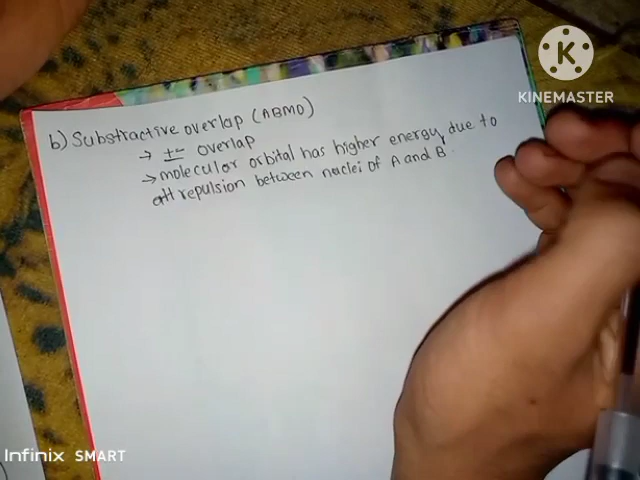 b) Substractive overlap (ABMO)
→ +- overlap
→ molecular orbital has higher energy due to
repulsion between nuclei of A and B.
KINEMASTER
Infinix SMART